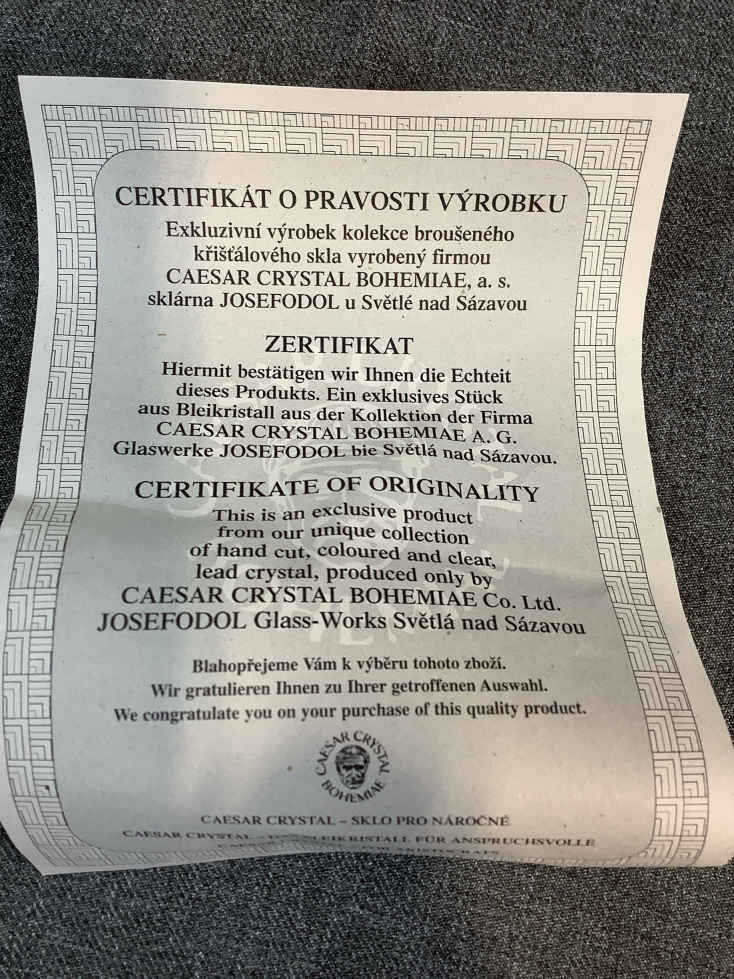 CERTIFIKÁT O PRAVOSTI VÝROBKU
Exkluzivní výrobek kolekce broušeného
křišťálového skla vyrobený firmou
CAESAR CRYSTAL BOHEMIAE, a. s.
sklárna JOSEFODOL u Světlé nad Sázavou
ZERTIFIKAT
Hiermit bestätigen wir Ihnen die Echteit
dieses Produkts. Ein exklusives Stück
aus Bleikristall aus der Kollektion der Firma
CAESAR CRYSTAL BOHEMIAE A. G.
Glaswerke JOSEFODOL bie Světlá nad Sázavou.
CERTIFIKATE OF ORIGINALITY
This is an exclusive product
from our unique collection
of hand cut, coloured and clear,
lead crystal, produced only by
CAESAR CRYSTAL BOHEMIAE Co. Ltd.
JOSEFODOL Glass-Works Světlá nad Sázavou
Blahopřejeme Vám k výběru tohoto zboží.
Wir gratulieren Ihnen zu Ihrer getroffenen Auswahl.
We congratulate you on your purchase of this quality product.
CAESAR CRYSTAL
BOHEMIAE
CAESAR CRYSTAL – SKLO PRO NÁROČNÉ
CAESAR CRYSTAL – BLEIKRISTALL FÜR ANSPRUCHSVOLLE